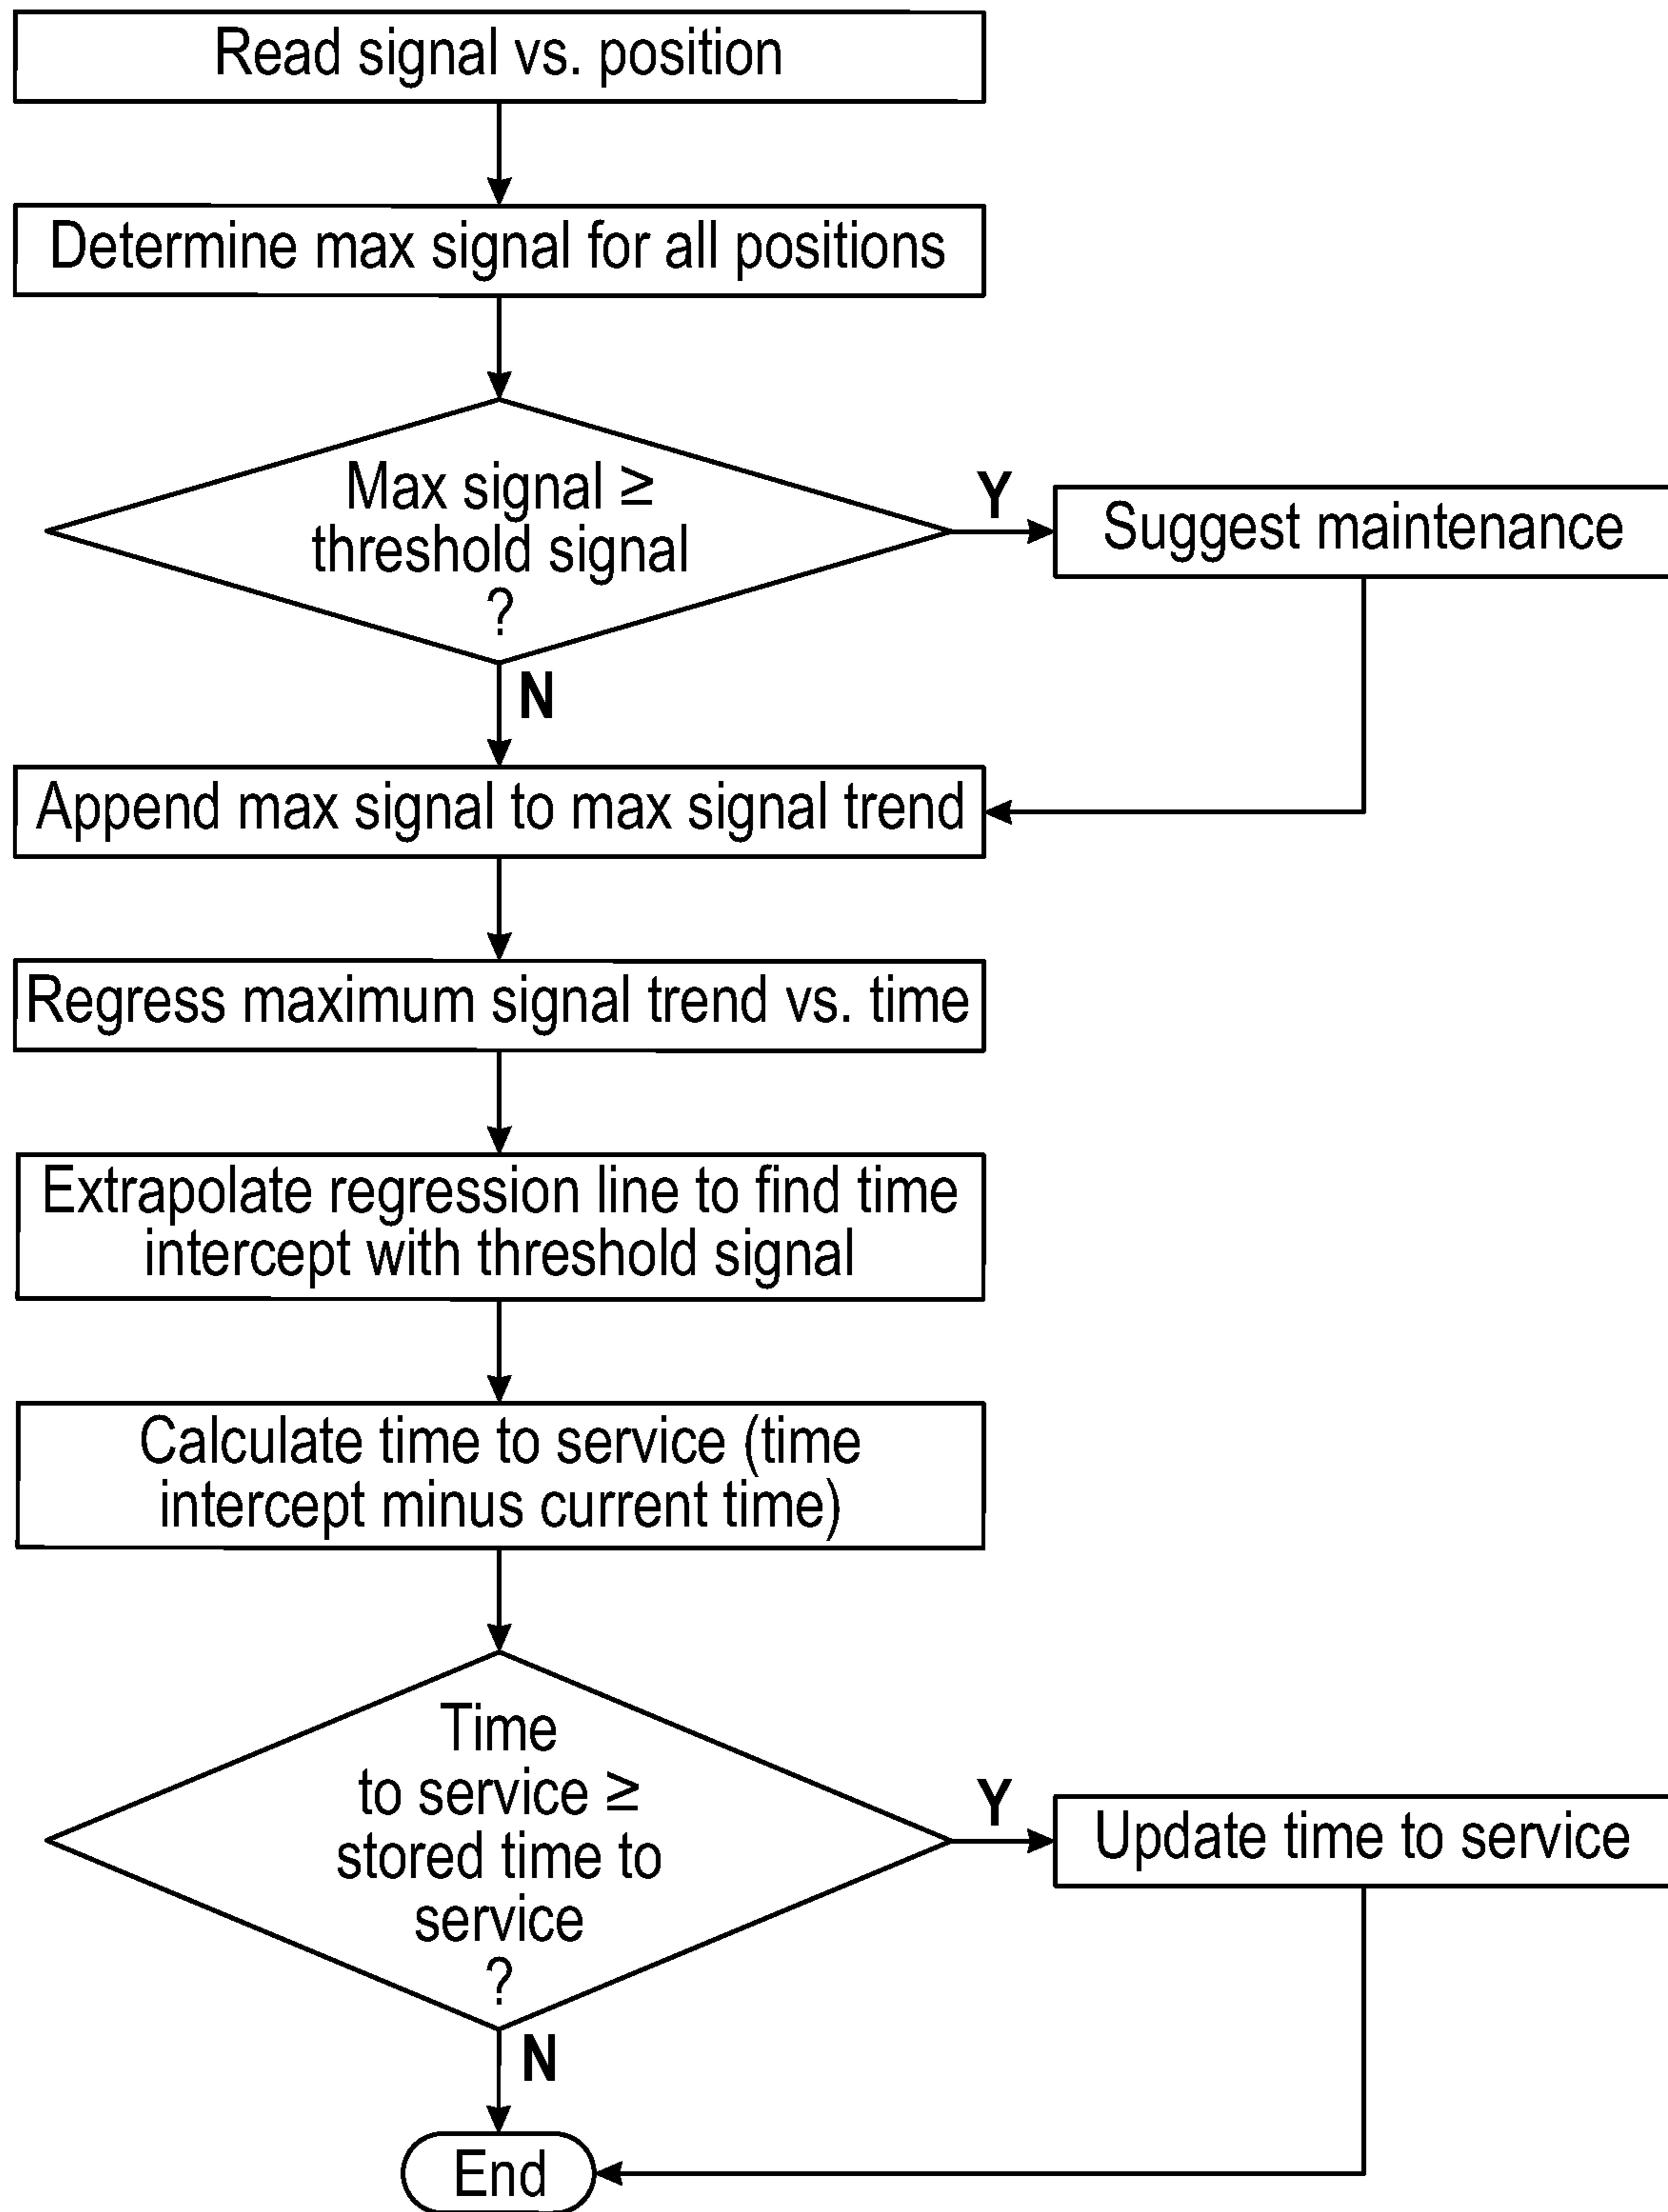 Read signal vs. position
Determine max signal for all positions
Max signal ≥
threshold signal
?
Y
Suggest maintenance
N
Append max signal to max signal trend
Regress maximum signal trend vs. time
Extrapolate regression line to find time
intercept with threshold signal
Calculate time to service (time
intercept minus current time)
Time
to service ≥
stored time to
service
?
Y
Update time to service
N
End